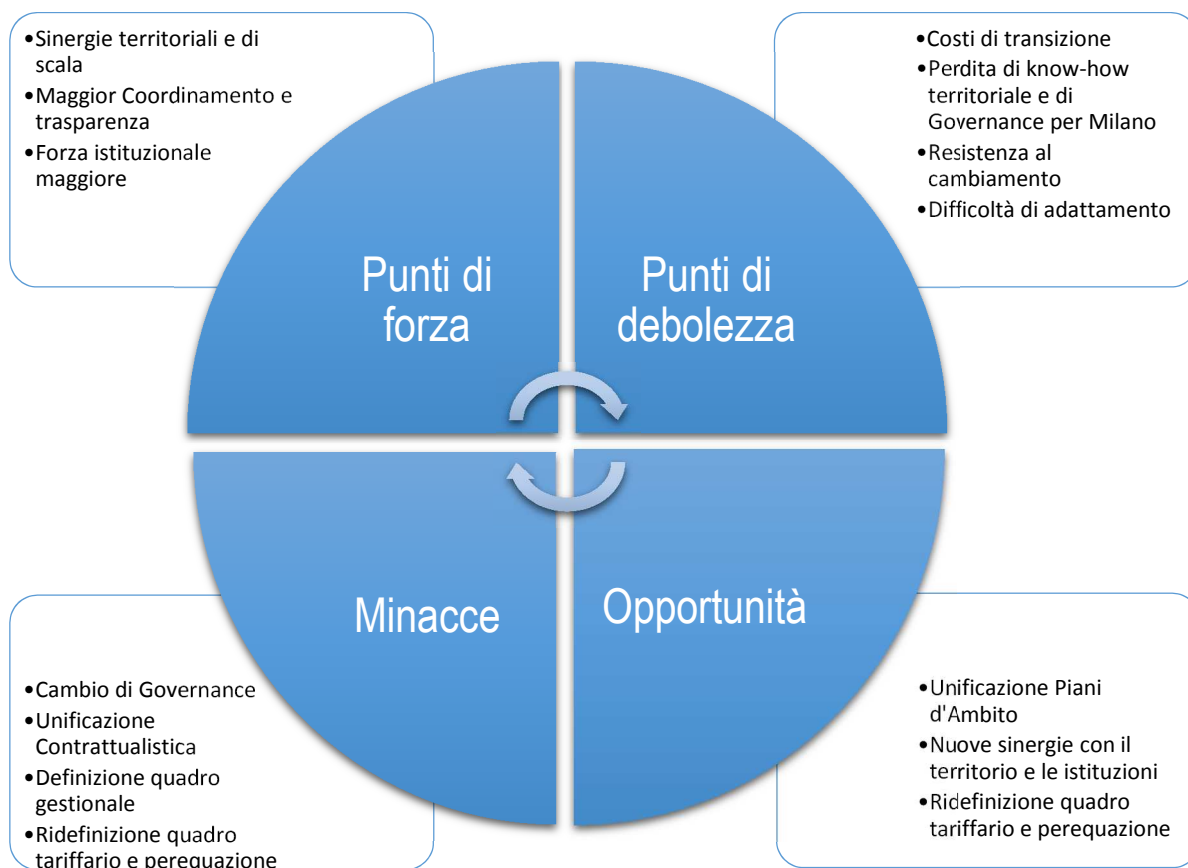 •Sinergie territoriali e di
scala
•Maggior Coordinamento e
trasparenza
•Forza istituzionale
maggiore
•Costi di transizione
•Perdita di know-how
territoriale e di
Governance per Milano
•Resistenza al
cambiamento
•Difficoltà di adattamento
Punti di
forza
Punti di
debolezza
Minacce
Opportunità
•Cambio di Governance
•Unificazione
Contrattualistica
•Definizione quadro
gestionale
•Ridefinizione quadro
tariffario e perequazione
•Unificazione Piani
d'Ambito
•Nuove sinergie con il
territorio e le istituzioni
•Ridefinizione quadro
tariffario e perequazione